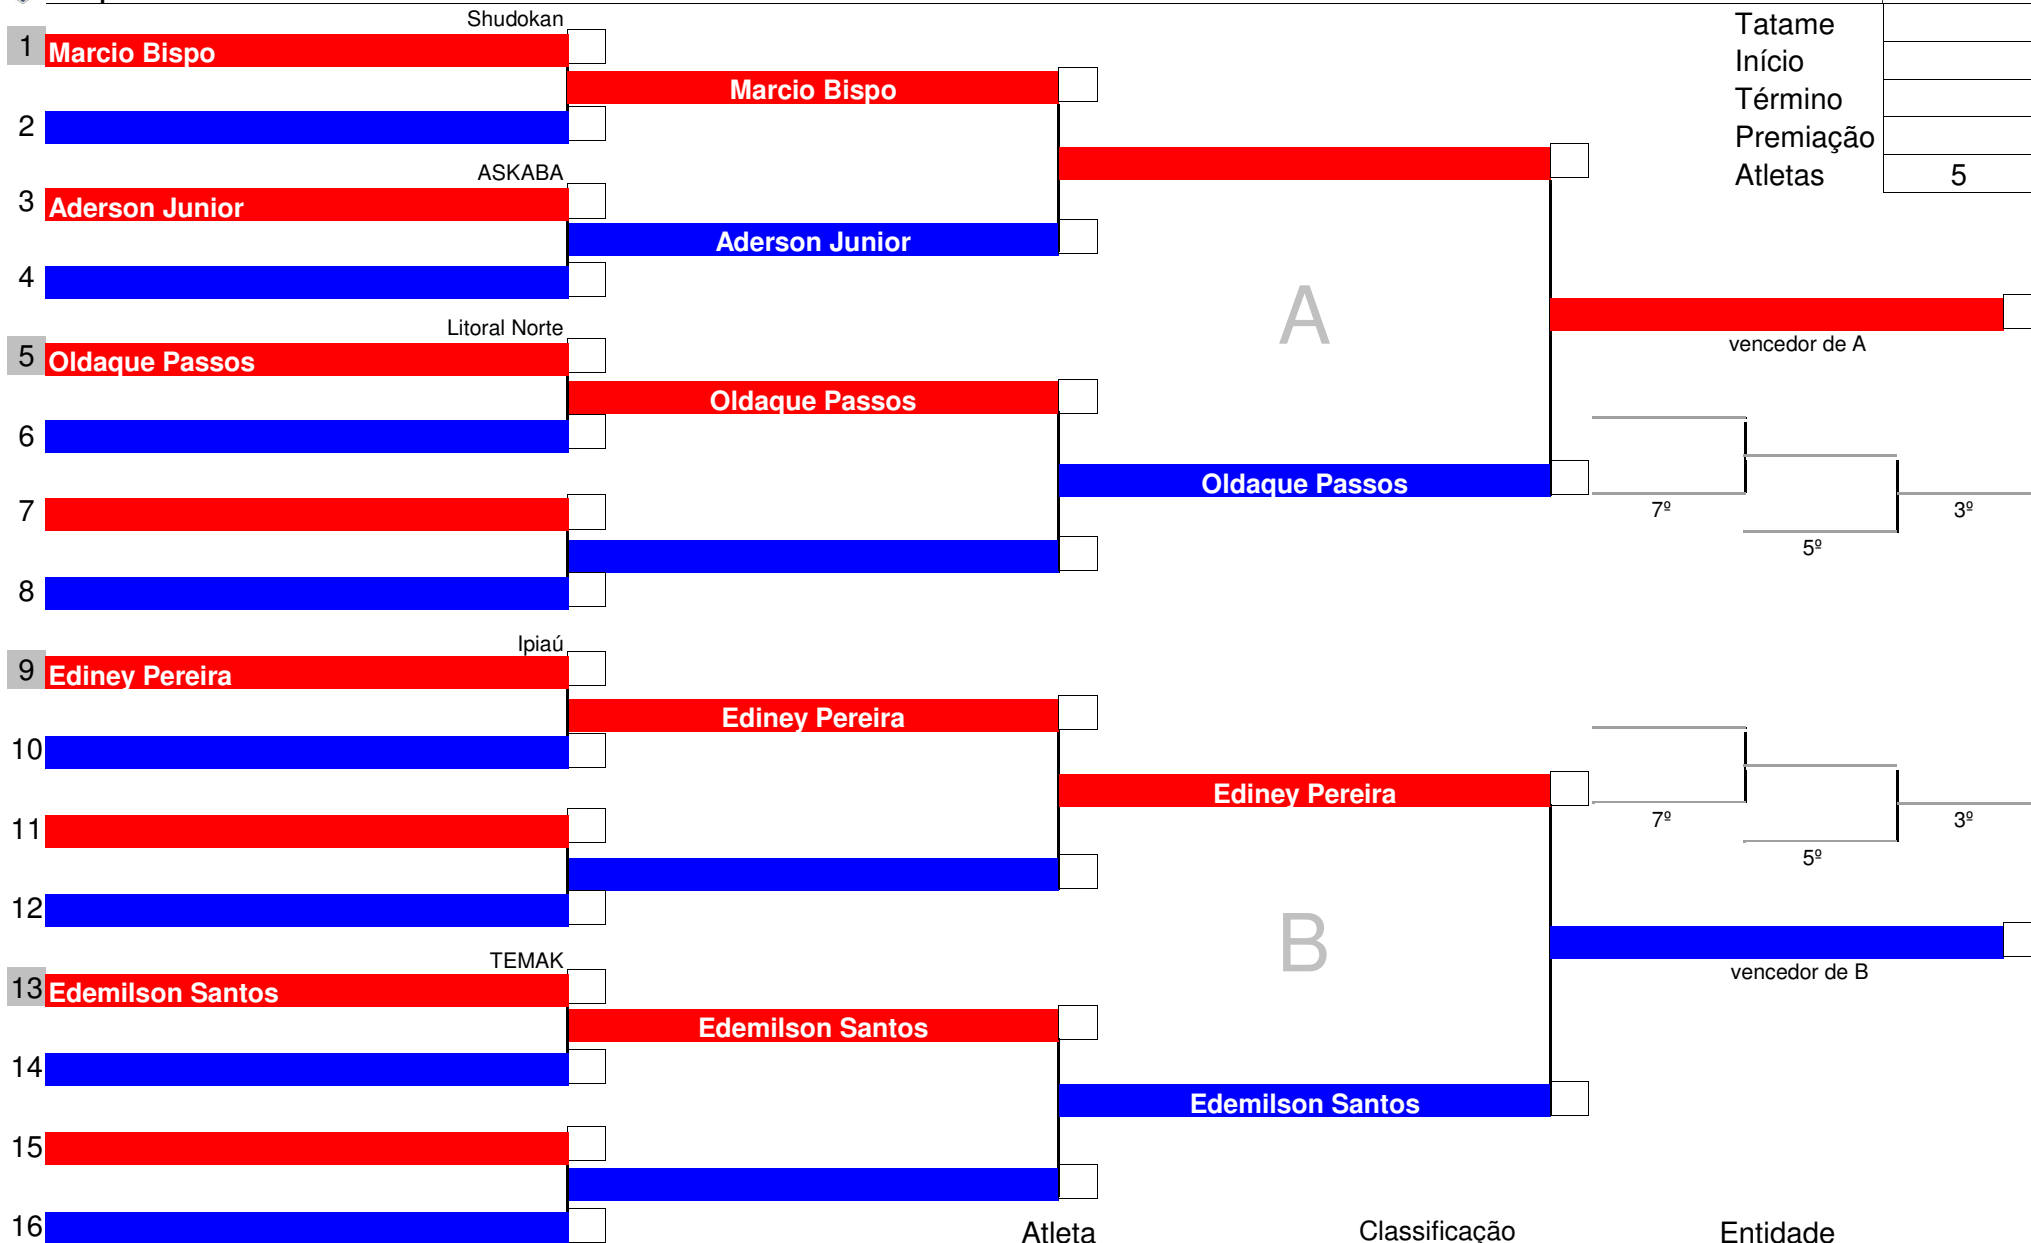 Shudokan
Tatame
1 Marcio Bispo
Início
Marcio Bispo
Término
2
Premiação
ASKABA
Atletas 5
3 Aderson Junior
Aderson Junior
4
A
Litoral Norte
vencedor de A
5 Oldaque Passos
Oldaque Passos
6
Oldaque Passos
7
7º 3º
5º
8
Ipiaú
9 Ediney Pereira
Ediney Pereira
10
Ediney Pereira
7º 3º
11
5º
12
B
TEMAK
vencedor de B
13 Edemilson Santos
Edemilson Santos
14
Edemilson Santos
15
16
Atleta Classificação Entidade